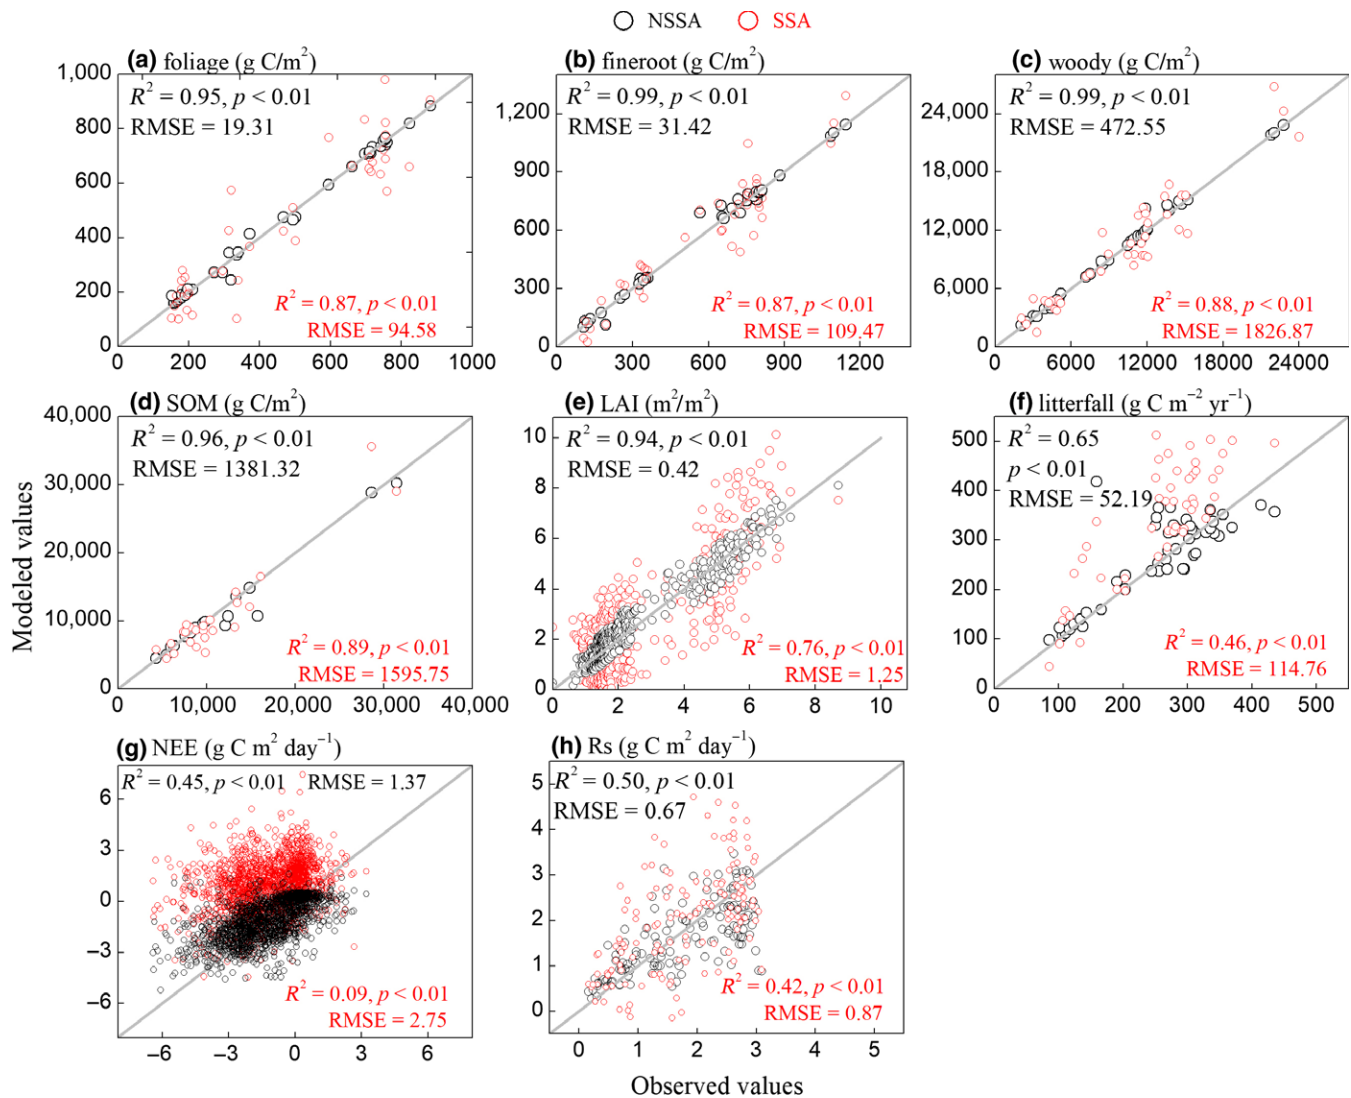 NSSA SSA
(a) foliage (g C/m²)
1,000
800
600
400
200
0
R² = 0.95, p < 0.01
RMSE = 19.31
R² = 0.87, p < 0.01
RMSE = 94.58
0 200 400 600 800 1000
(b) fineroot (g C/m²)
1,200
900
600
300
0
R² = 0.99, p < 0.01
RMSE = 31.42
R² = 0.87, p < 0.01
RMSE = 109.47
0 300 600 900 1200
(c) woody (g C/m²)
24,000
18,000
12,000
6,000
0
R² = 0.99, p < 0.01
RMSE = 472.55
R² = 0.88, p < 0.01
RMSE = 1826.87
0 6000 12000 18000 24000
Modeled values
(d) SOM (g C/m²)
40,000
30,000
20,000
10,000
0
R² = 0.96, p < 0.01
RMSE = 1381.32
R² = 0.89, p < 0.01
RMSE = 1595.75
0 10,000 20,000 30,000 40,000
(e) LAI (m²/m²)
10
8
6
4
2
0
R² = 0.94, p < 0.01
RMSE = 0.42
R² = 0.76, p < 0.01
RMSE = 1.25
0 2 4 6 8 10
(f) litterfall (g C m⁻² yr⁻¹)
500
400
300
200
100
0
R² = 0.65
p < 0.01
RMSE = 52.19
R² = 0.46, p < 0.01
RMSE = 114.76
0 100 200 300 400 500
(g) NEE (g C m² day⁻¹)
6
3
0
−3
−6
R² = 0.45, p < 0.01 RMSE = 1.37
R² = 0.09, p < 0.01
RMSE = 2.75
−6 −3 0 3 6
(h) Rs (g C m² day⁻¹)
5
4
3
2
1
0
R² = 0.50, p < 0.01
RMSE = 0.67
R² = 0.42, p < 0.01
RMSE = 0.87
0 1 2 3 4 5
Observed values